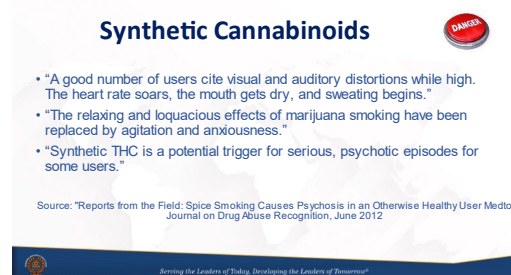 Synthetic Cannabinoids
DANGER
• “A good number of users cite visual and auditory distortions while high.
The heart rate soars, the mouth gets dry, and sweating begins.”
• “The relaxing and loquacious effects of marijuana smoking have been
replaced by agitation and anxiousness.”
• “Synthetic THC is a potential trigger for serious, psychotic episodes for
some users.”
Source: "Reports from the Field: Spice Smoking Causes Psychosis in an Otherwise Healthy User Medto
Journal on Drug Abuse Recognition, June 2012
Serving the Leaders of Today, Developing the Leaders of Tomorrow®